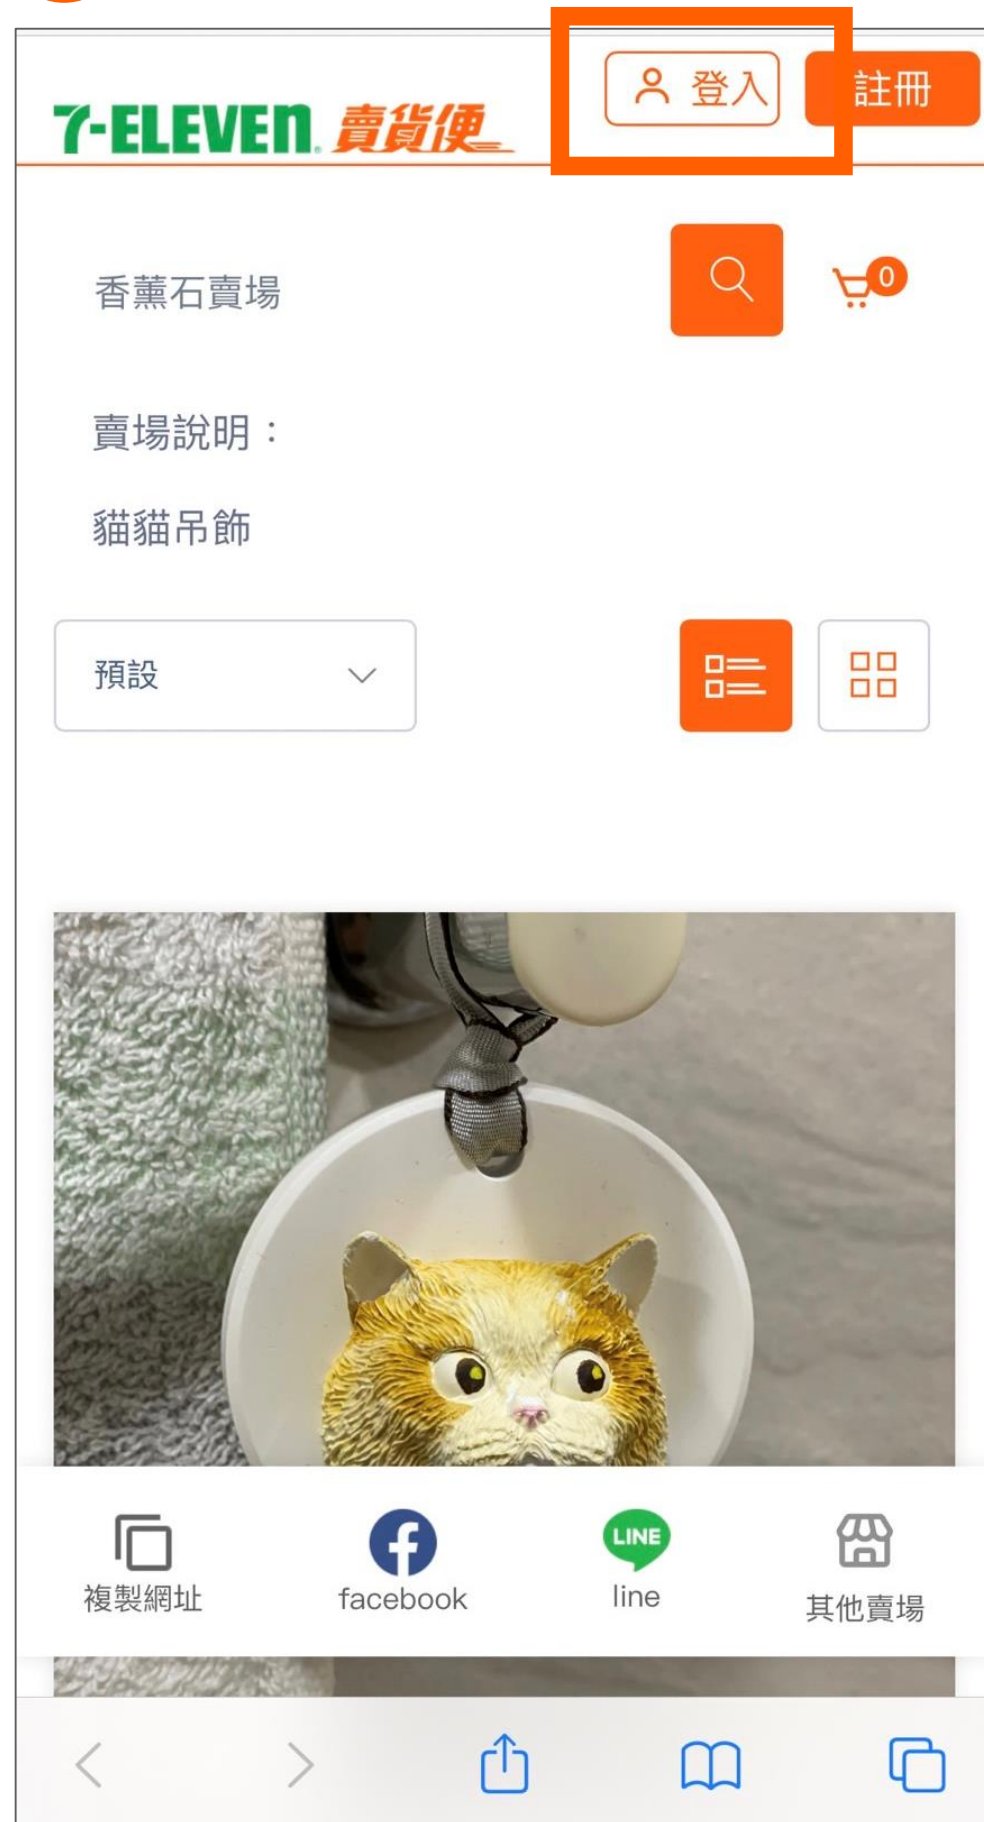 7-ELEVEN. 賣貨便
登入
註冊
香薰石賣場
0
賣場說明：
貓貓吊飾
預設
複製網址
facebook
LINE
line
其他賣場